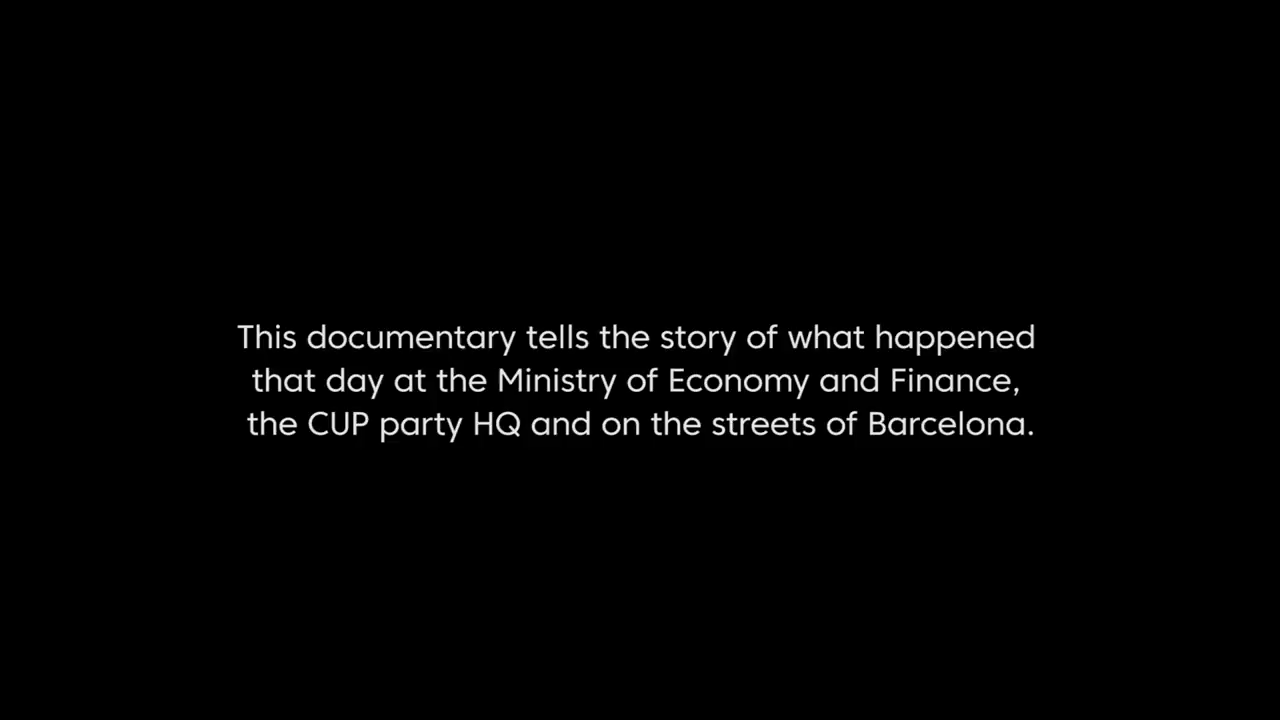 This documentary tells the story of what happened
that day at the Ministry of Economy and Finance,
the CUP party HQ and on the streets of Barcelona.